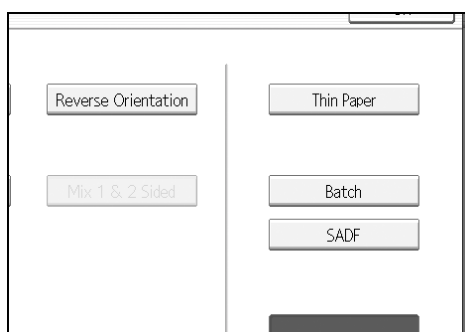 Reverse Orientation
Thin Paper
Mix 1 & 2 Sided
Batch
SADF